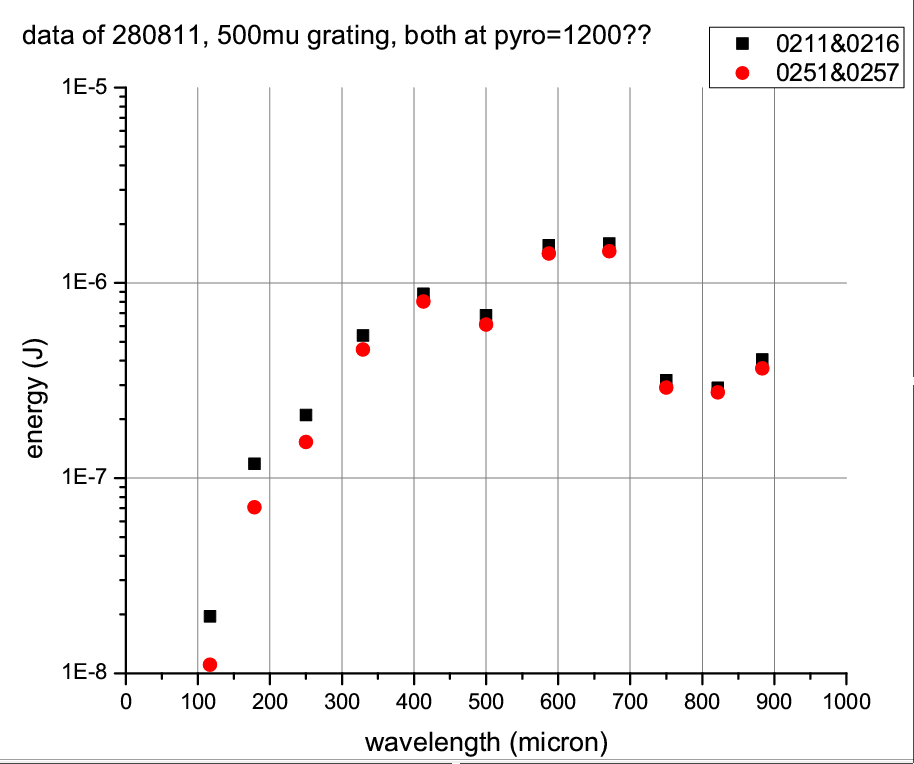 data of 280811, 500mu grating, both at pyro=1200??
0211&0216
0251&0257
1E-5
1E-6
1E-7
1E-8
energy (J)
0 100 200 300 400 500 600 700 800 900 1000
wavelength (micron)